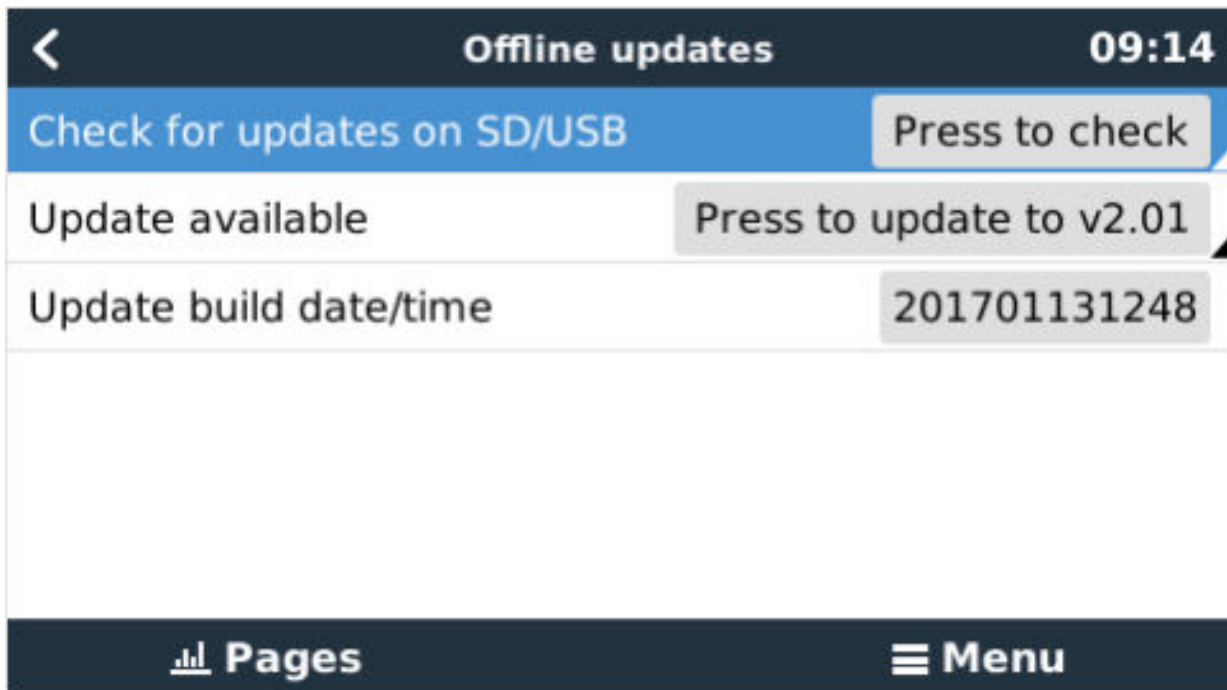 Offline updates 09:14
Check for updates on SD/USB Press to check
Update available Press to update to v2.01
Update build date/time 201701131248
Pages Menu